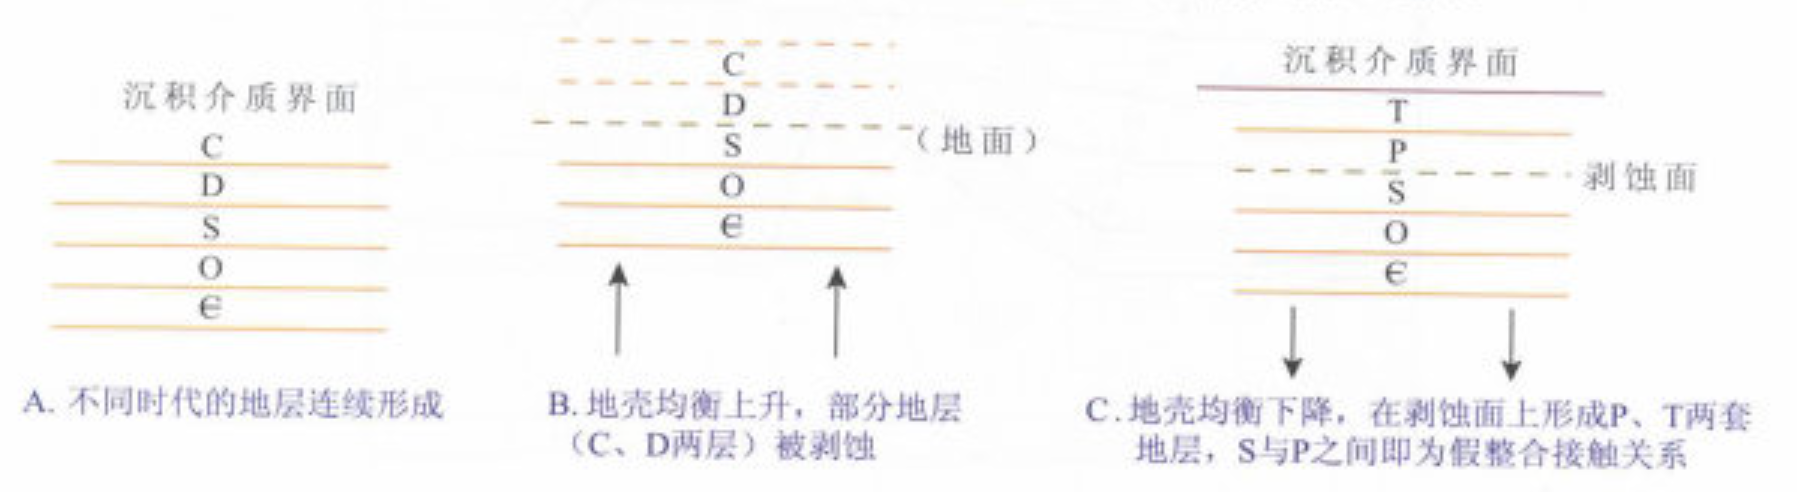 沉积介质界面
C
D
S
O
Є
A. 不同时代的地层连续形成
C
D
S
O
Є
（地面）
B. 地壳均衡上升，部分地层
（C、D两层）被剥蚀
沉积介质界面
T
P
S
O
Є
剥蚀面
C. 地壳均衡下降，在剥蚀面上形成P、T两套
地层，S与P之间即为假整合接触关系